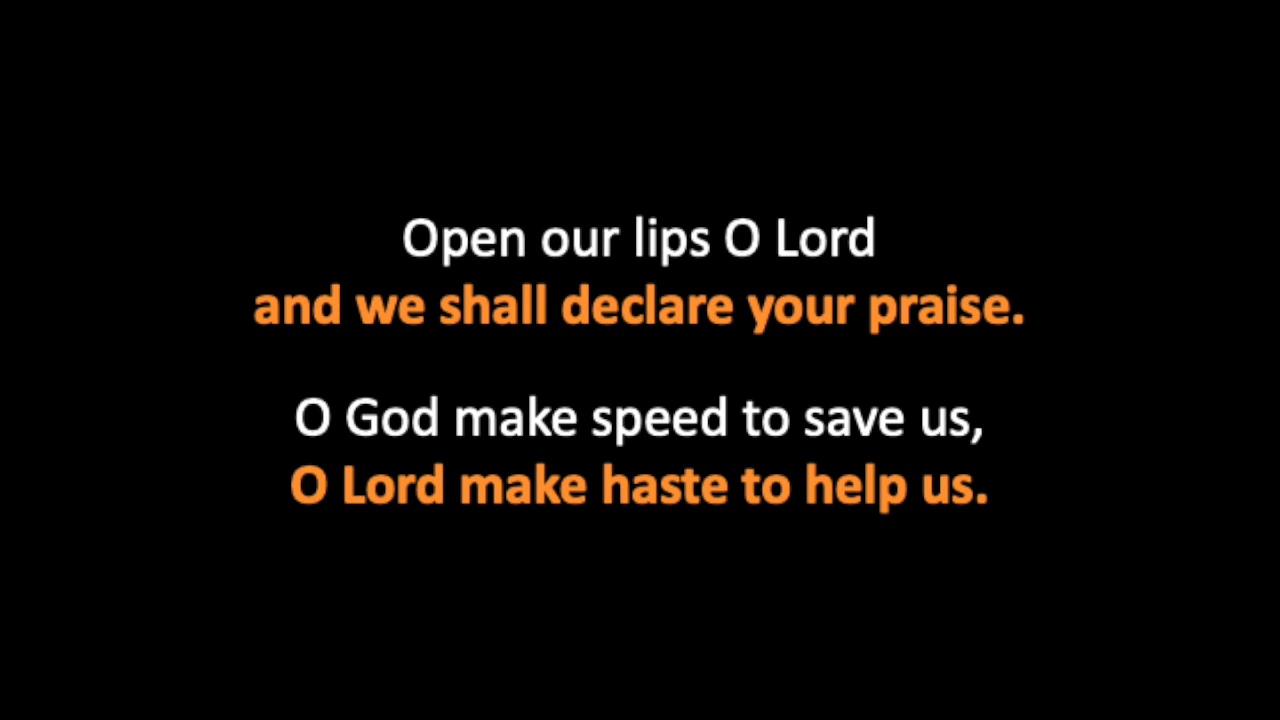 Open our lips O Lord
and we shall declare your praise.
O God make speed to save us,
O Lord make haste to help us.